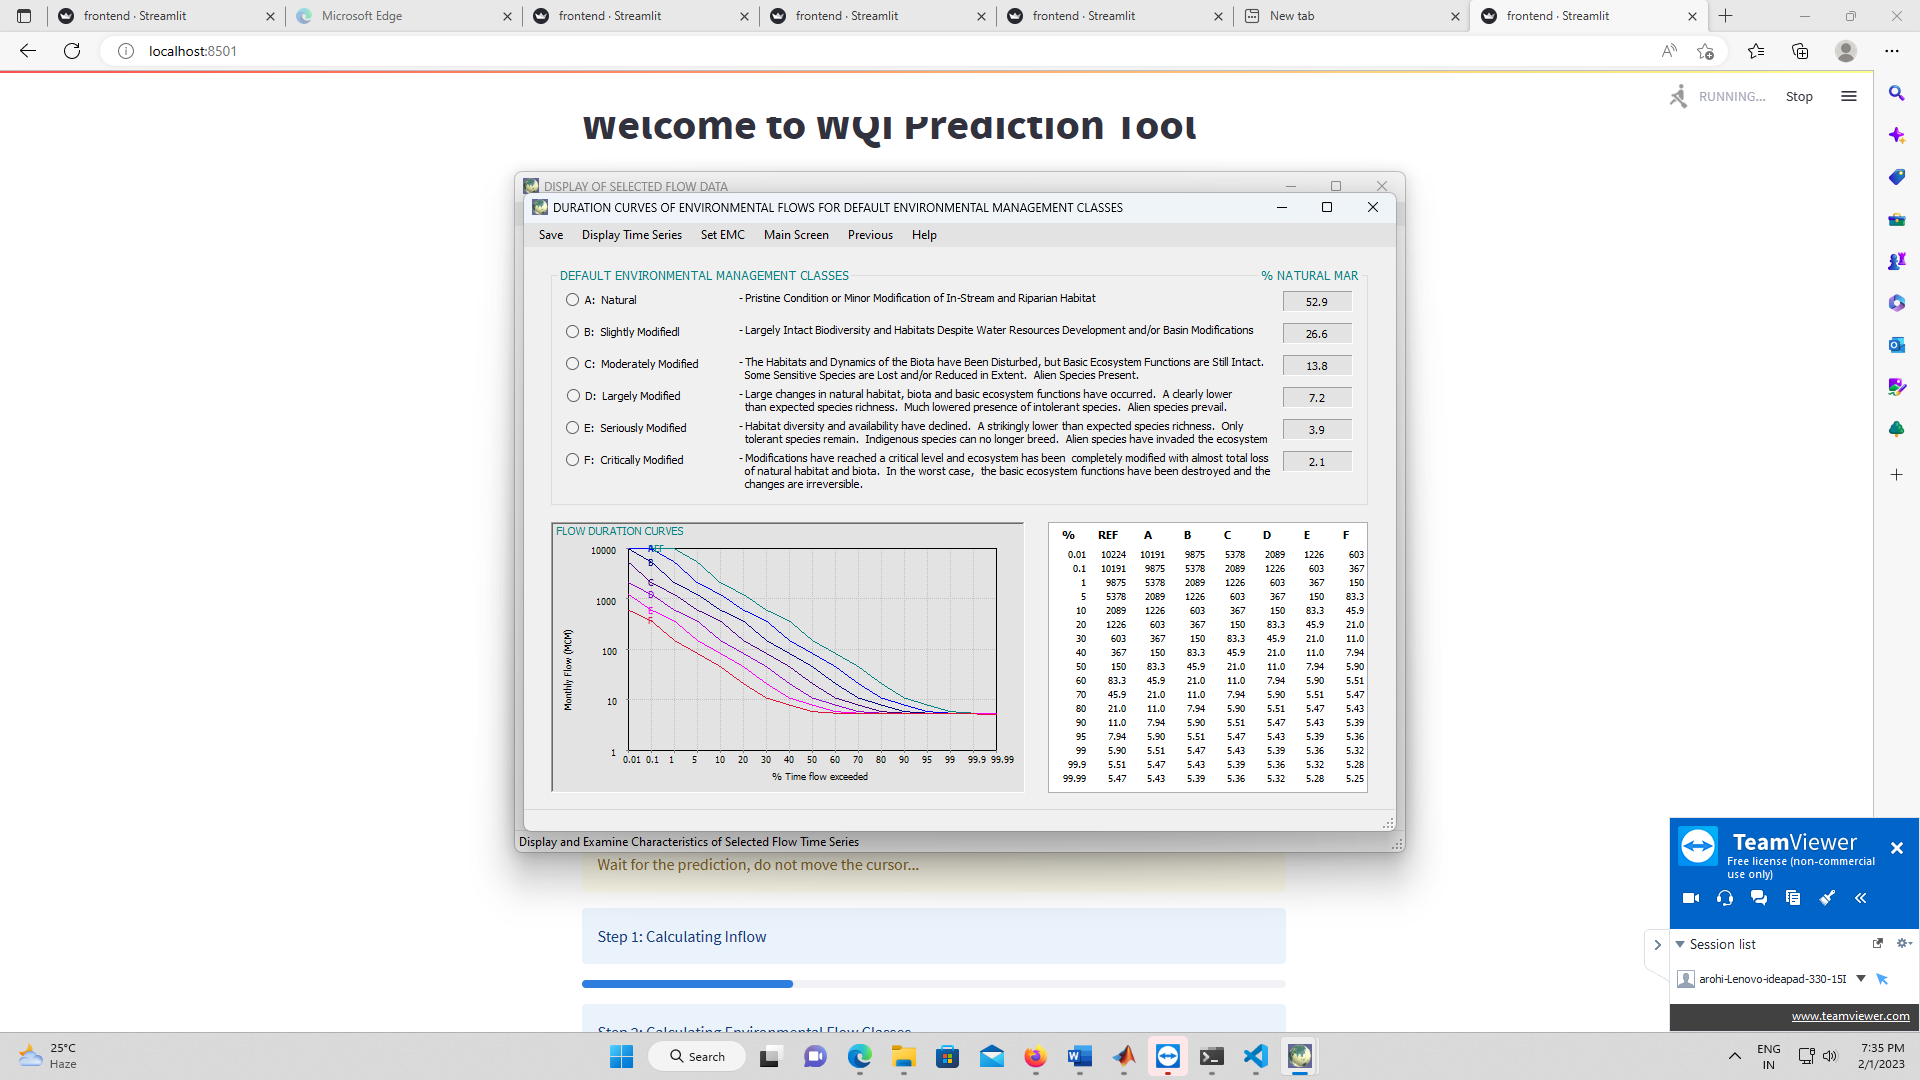 frontend · Streamlit
Microsoft Edge
frontend · Streamlit
frontend · Streamlit
frontend · Streamlit
New tab
frontend · Streamlit
localhost:8501
RUNNING...
Stop
Welcome to WQI Prediction Tool
DISPLAY OF SELECTED FLOW DATA
DURATION CURVES OF ENVIRONMENTAL FLOWS FOR DEFAULT ENVIRONMENTAL MANAGEMENT CLASSES
Save Display Time Series Set EMC Main Screen Previous Help
DEFAULT ENVIRONMENTAL MANAGEMENT CLASSES % NATURAL MAR
A: Natural - Pristine Condition or Minor Modification of In-Stream and Riparian Habitat 52.9
B: Slightly Modifiedl - Largely Intact Biodiversity and Habitats Despite Water Resources Development and/or Basin Modifications 26.6
C: Moderately Modified - The Habitats and Dynamics of the Biota have Been Disturbed, but Basic Ecosystem Functions are Still Intact. 13.8
Some Sensitive Species are Lost and/or Reduced in Extent. Alien Species Present.
D: Largely Modified - Large changes in natural habitat, biota and basic ecosystem functions have occurred. A clearly lower 7.2
than expected species richness. Much lowered presence of intolerant species. Alien species prevail.
E: Seriously Modified - Habitat diversity and availability have declined. A strikingly lower than expected species richness. Only 3.9
tolerant species remain. Indigenous species can no longer breed. Alien species have invaded the ecosystem
F: Critically Modified - Modifications have reached a critical level and ecosystem has been completely modified with almost total loss 2.1
of natural habitat and biota. In the worst case, the basic ecosystem functions have been destroyed and the
changes are irreversible.
FLOW DURATION CURVES
10000
1000
100
10
1
Monthly Flow (MCM)
A REF
B
C
D
E
F
0.01 0.1 1 5 10 20 30 40 50 60 70 80 90 95 99 99.9 99.99
% Time flow exceeded
% REF A B C D E F
0.01 10224 10191 9875 5378 2089 1226 603
0.1 10191 9875 5378 2089 1226 603 367
1 9875 5378 2089 1226 603 367 150
5 5378 2089 1226 603 367 150 83.3
10 2089 1226 603 367 150 83.3 45.9
20 1226 603 367 150 83.3 45.9 21.0
30 603 367 150 83.3 45.9 21.0 11.0
40 367 150 83.3 45.9 21.0 11.0 7.94
50 150 83.3 45.9 21.0 11.0 7.94 5.90
60 83.3 45.9 21.0 11.0 7.94 5.90 5.51
70 45.9 21.0 11.0 7.94 5.90 5.51 5.47
80 21.0 11.0 7.94 5.90 5.51 5.47 5.43
90 11.0 7.94 5.90 5.51 5.47 5.43 5.39
95 7.94 5.90 5.51 5.47 5.43 5.39 5.36
99 5.90 5.51 5.47 5.43 5.39 5.36 5.32
99.9 5.51 5.47 5.43 5.39 5.36 5.32 5.28
99.99 5.47 5.43 5.39 5.36 5.32 5.28 5.25
Display and Examine Characteristics of Selected Flow Time Series
Wait for the prediction, do not move the cursor...
Step 1: Calculating Inflow
Step 2: Calculating Environmental Flow Classes
TeamViewer
Free license (non-commercial
use only)
Session list
arohi-Lenovo-ideapad-330-15I
www.teamviewer.com
25°C
Haze
Search
ENG
IN
7:35 PM
2/1/2023